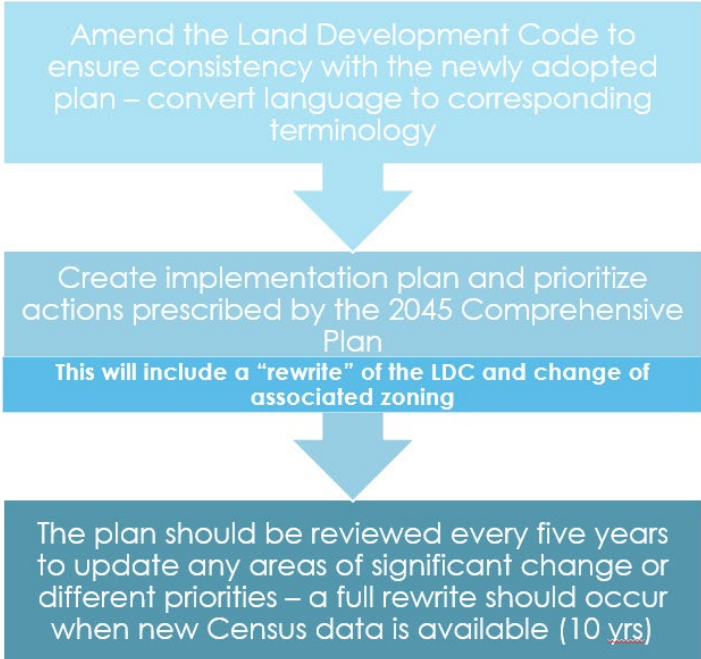 Amend the Land Development Code to
ensure consistency with the newly adopted
plan – convert language to corresponding
terminology
Create implementation plan and prioritize
actions prescribed by the 2045 Comprehensive
Plan
This will include a “rewrite” of the LDC and change of
associated zoning
The plan should be reviewed every five years
to update any areas of significant change or
different priorities – a full rewrite should occur
when new Census data is available (10 yrs)